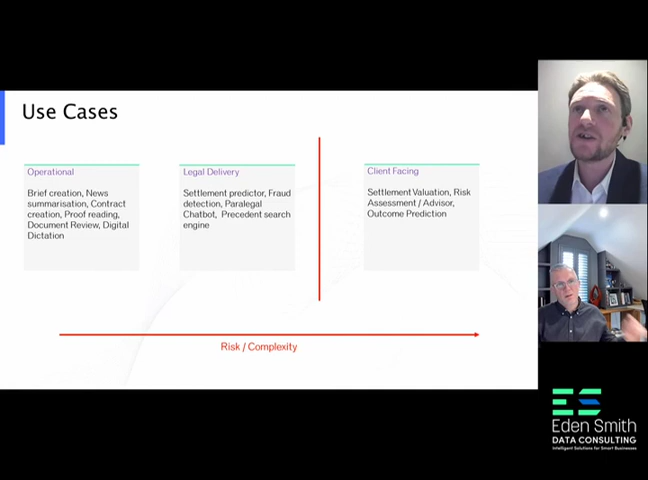 Use Cases
Operational
Brief creation, News
summarisation, Contract
creation, Proof reading,
Document Review, Digital
Dictation
Legal Delivery
Settlement predictor, Fraud
detection, Paralegal
Chatbot, Precedent search
engine
Client Facing
Settlement Valuation, Risk
Assessment / Advisor,
Outcome Prediction
Risk / Complexity
ES
Eden Smith
DATA CONSULTING
Intelligent Solutions for Smart Businesses